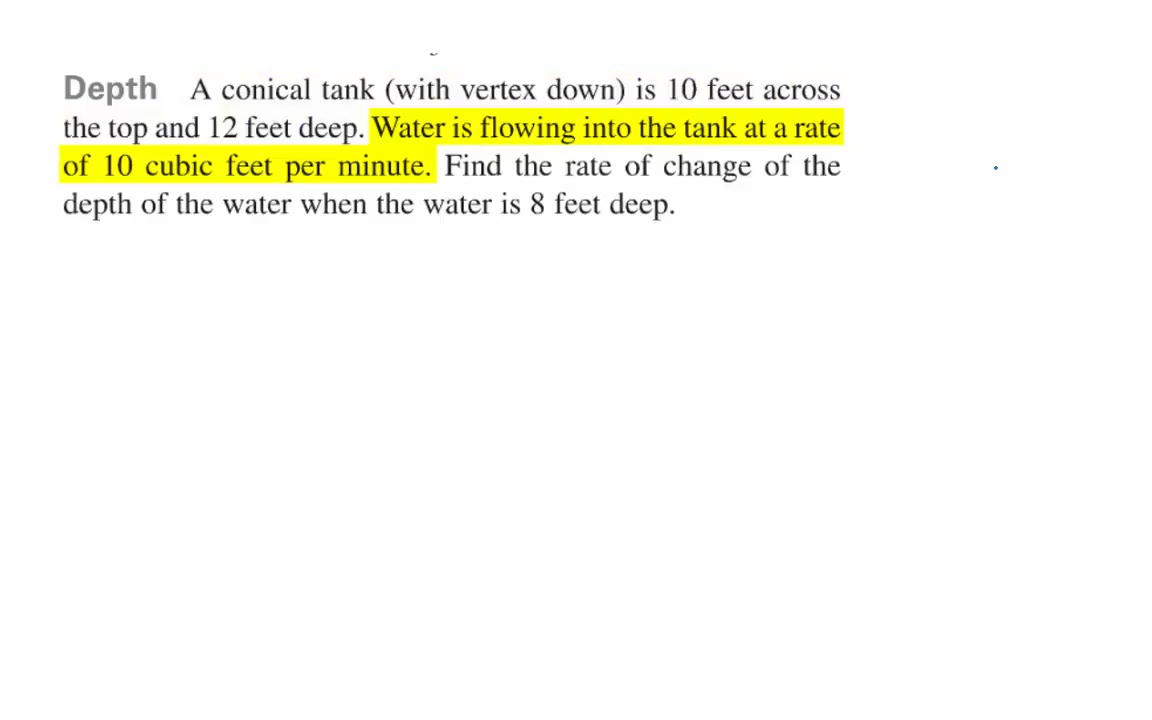 Depth A conical tank (with vertex down) is 10 feet across
the top and 12 feet deep. Water is flowing into the tank at a rate
of 10 cubic feet per minute. Find the rate of change of the
depth of the water when the water is 8 feet deep.